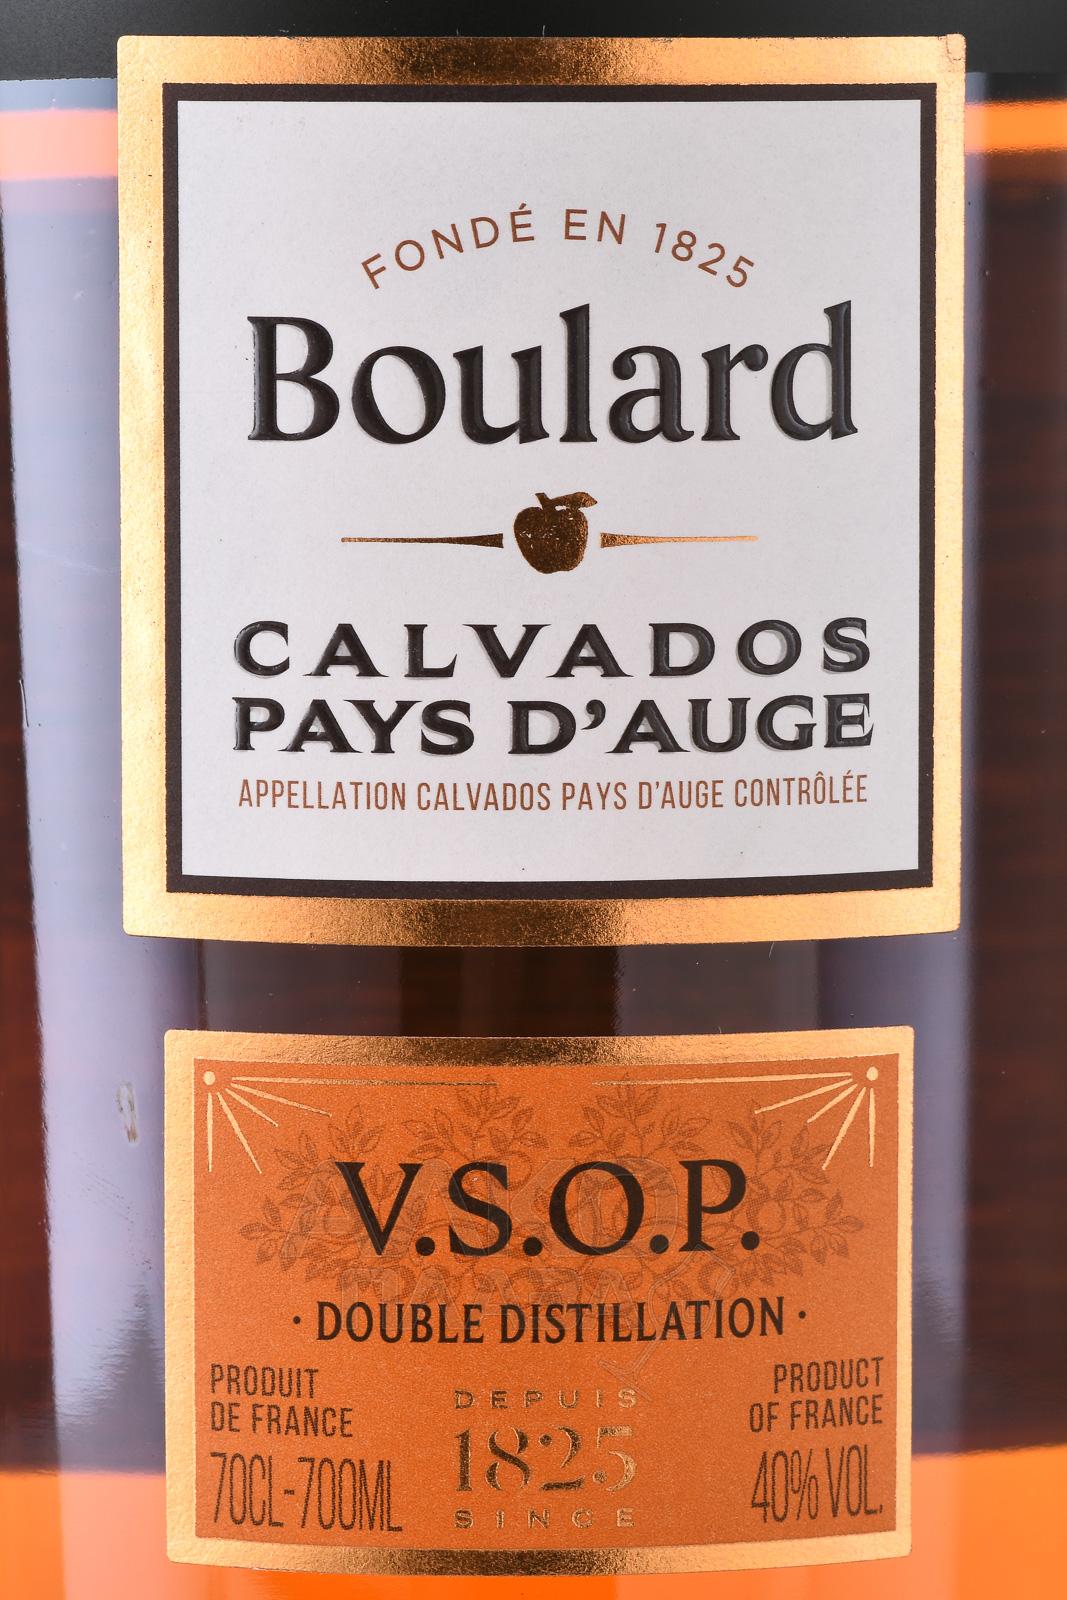 FONDÉ EN 1825
Boulard
CALVADOS
PAYS D'AUGE
APPELLATION CALVADOS PAYS D'AUGE CONTRÔLÉE
V.S.O.P.
· DOUBLE DISTILLATION ·
PRODUIT
DE FRANCE
70CL-700ML
DEPUIS
1825
SINCE
PRODUCT
OF FRANCE
40% VOL.